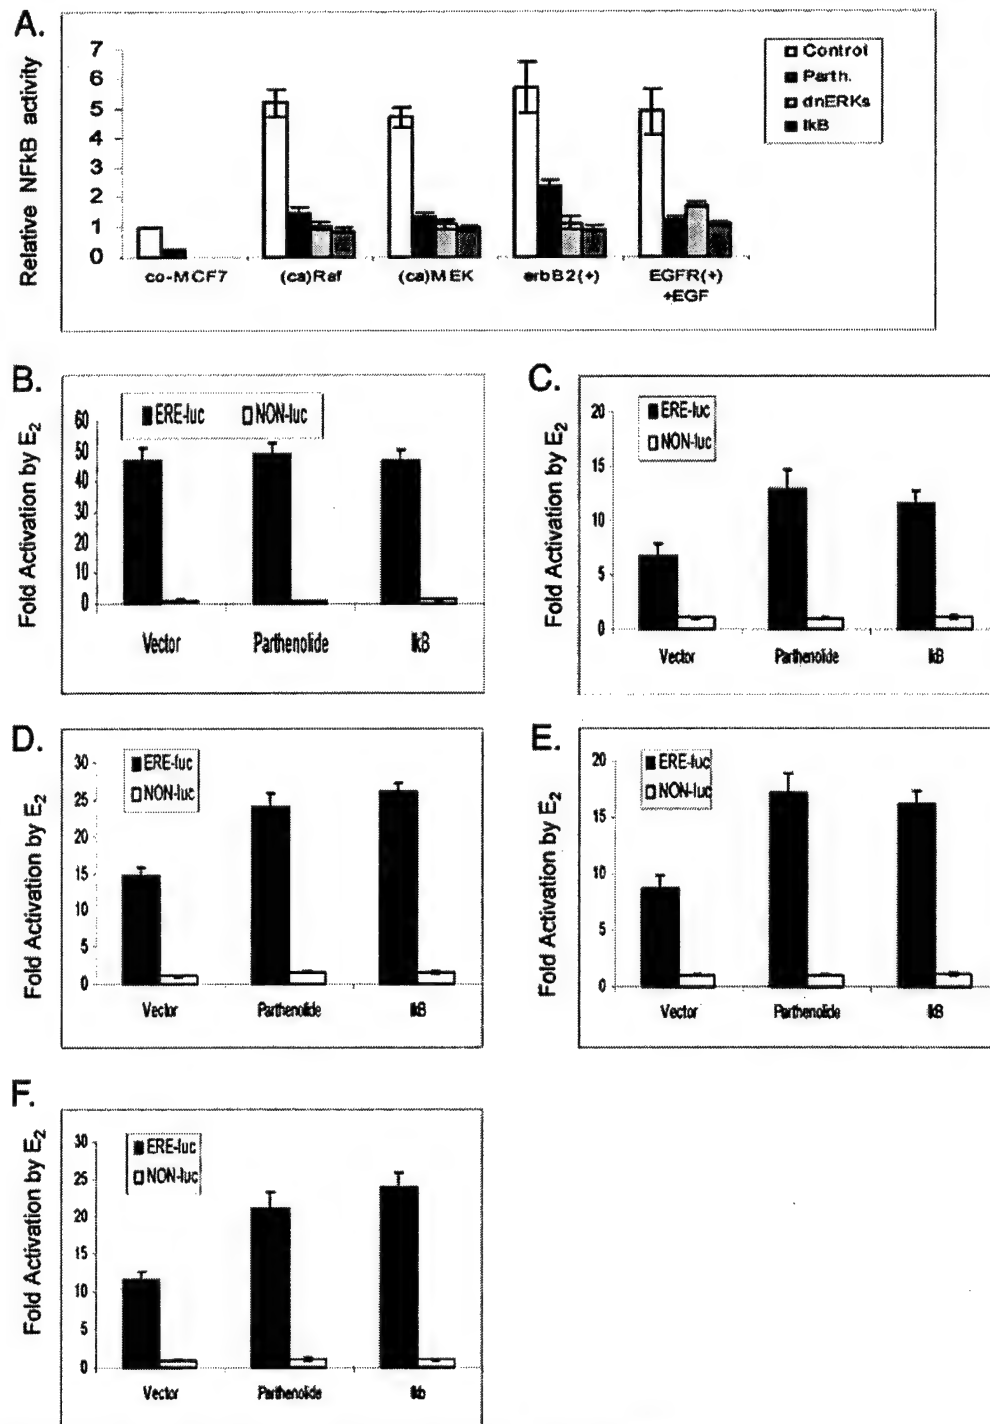 A.
Relative NFkB activity
7
6
5
4
3
2
1
0
co-MCF7
(ca)Raf
(ca)MEK
erbB2(+)
EGFR(+)
+EGF
Control
Parth.
dnERKs
IkB
B.
Fold Activation by E2
ERE-luc
NON-luc
60
50
40
30
20
10
0
Vector
Parthenolide
IkB
C.
Fold Activation by E2
ERE-luc
NON-luc
20
15
10
5
0
Vector
Parthenolide
IkB
D.
Fold Activation by E2
ERE-luc
NON-luc
30
25
20
15
10
5
0
Vector
Parthenolide
IkB
E.
Fold Activation by E2
ERE-luc
NON-luc
20
15
10
5
0
Vector
Parthenolide
IkB
F.
Fold Activation by E2
ERE-luc
NON-luc
30
25
20
15
10
5
0
Vector
Parthenolide
Ikb